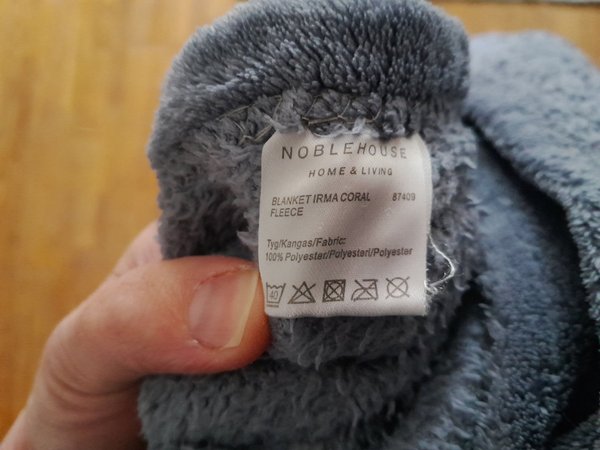 NOBLEHOUSE
HOME & LIVING
BLANKET IRMA CORAL 87409
FLEECE
Tyg/Kangas/Fabric:
100% Polyester/Polyesteri/Polyester
40